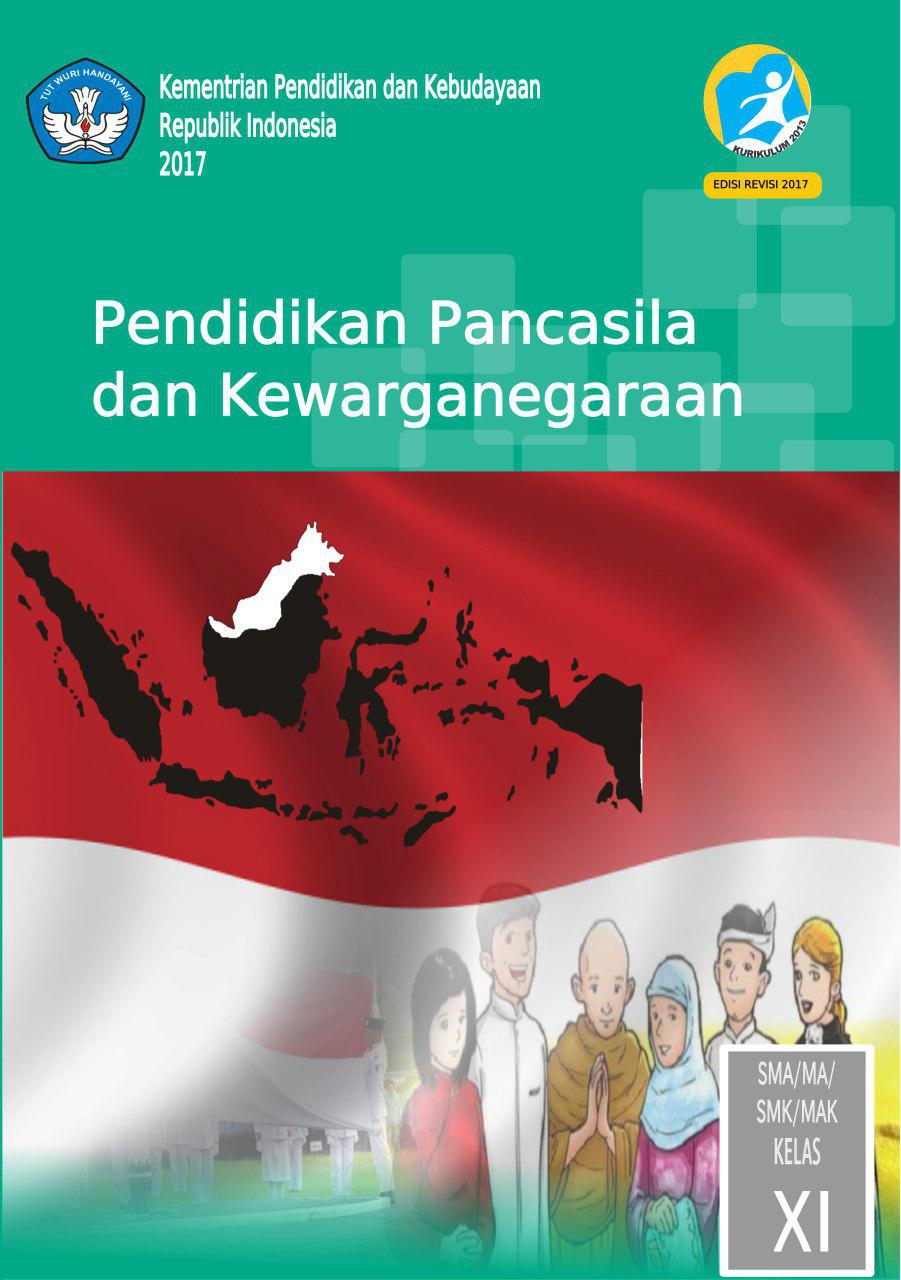 TUT WURI HANDAYANI
Kementrian Pendidikan dan Kebudayaan
Republik Indonesia
2017
KURIKULUM 2013
EDISI REVISI 2017
Pendidikan Pancasila
dan Kewarganegaraan
SMA/MA/
SMK/MAK
KELAS
XI